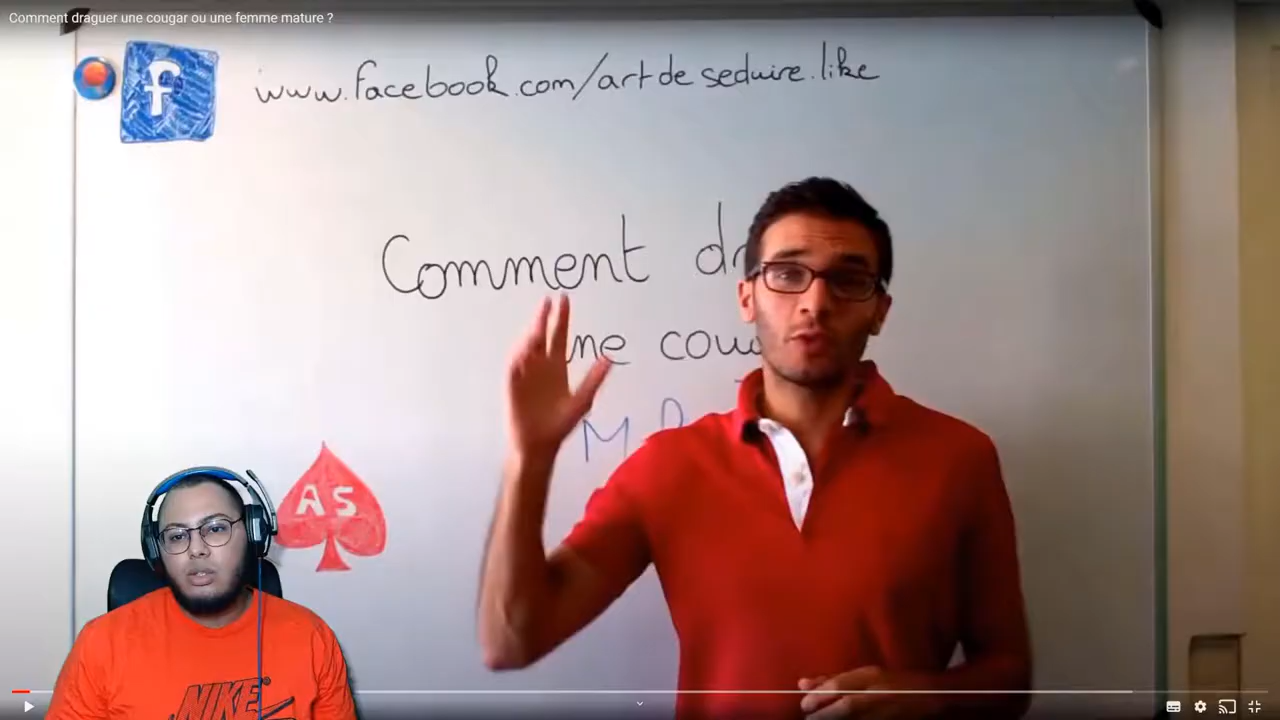 Comment draguer une cougar ou une femme mature ?
f
www.facebook.com/artdeseduire.like
Comment
AS
NIKE